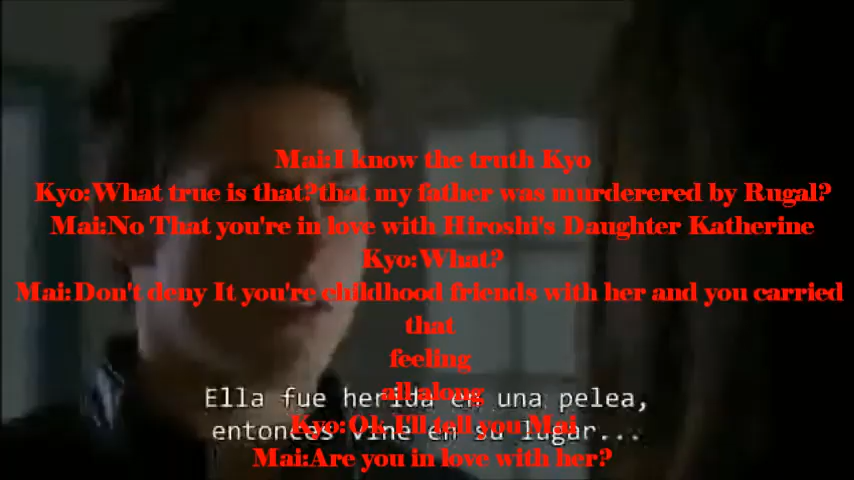 Mai:I know the truth Kyo
Kyo:What true is that?that my father was murderered by Rugal?
Mai:No That you're in love with Hiroshi's Daughter Katherine
Kyo:What?
Mai:Don't deny It you're childhood friends with her and you carried
that
feeling
all along
Ella fue herida en una pelea,
Kyo:Ok I'll tell you Mai
entonces vine en su lugar...
Mai:Are you in love with her?